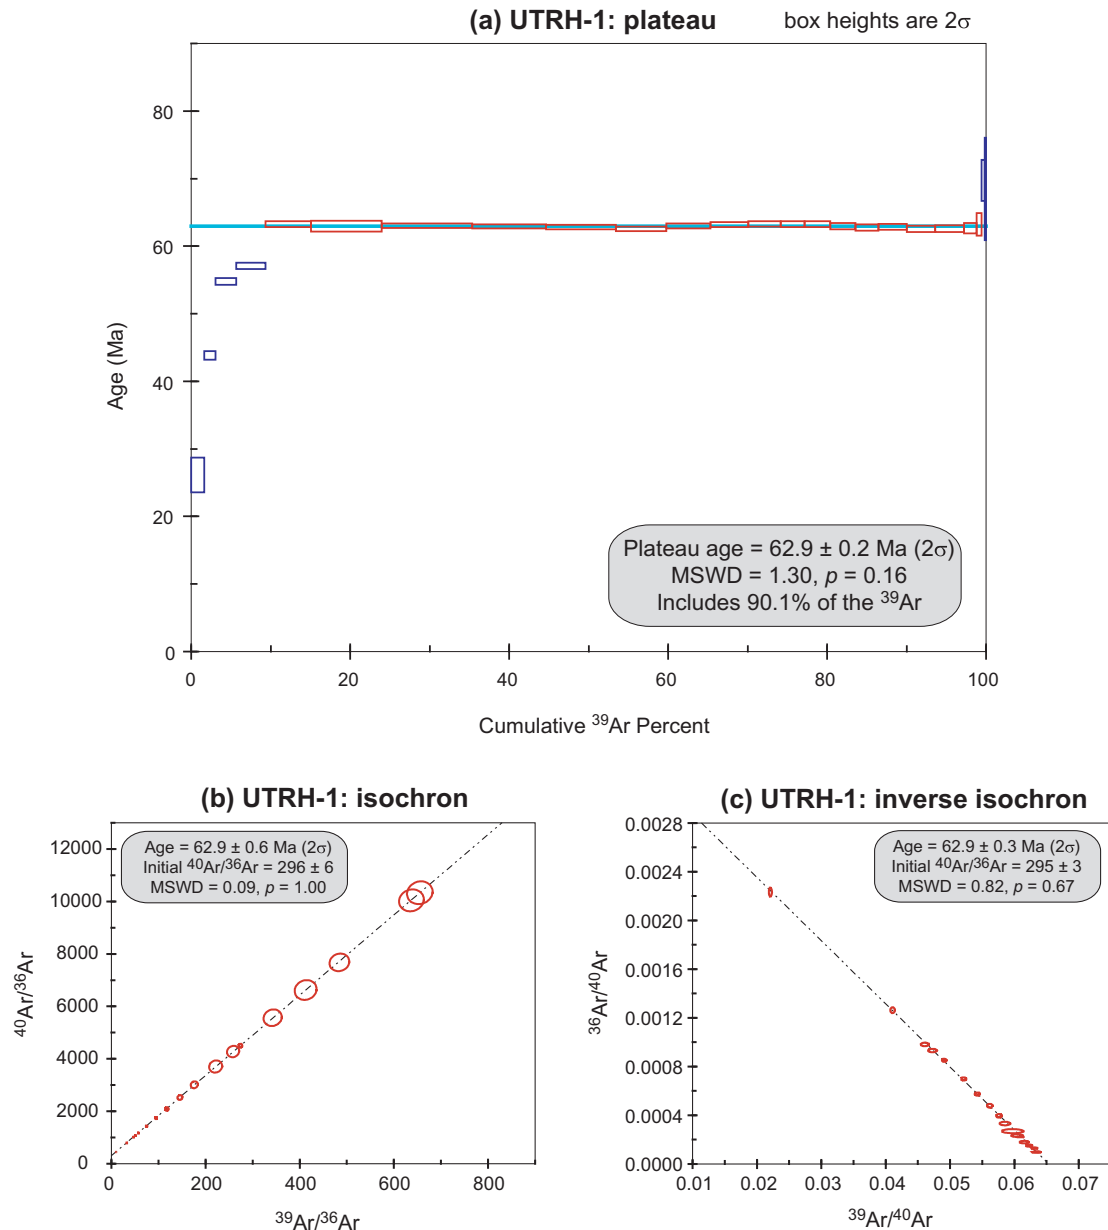 (a) UTRH-1: plateau
box heights are 2σ
80
60
40
20
0
Age (Ma)
Plateau age = 62.9 ± 0.2 Ma (2σ)
MSWD = 1.30, p = 0.16
Includes 90.1% of the ³⁹Ar
0 20 40 60 80 100
Cumulative ³⁹Ar Percent
(b) UTRH-1: isochron
Age = 62.9 ± 0.6 Ma (2σ)
Initial ⁴⁰Ar/³⁶Ar = 296 ± 6
MSWD = 0.09, p = 1.00
12000
10000
8000
6000
4000
2000
0
⁴⁰Ar/³⁶Ar
0 200 400 600 800
³⁹Ar/³⁶Ar
(c) UTRH-1: inverse isochron
Age = 62.9 ± 0.3 Ma (2σ)
Initial ⁴⁰Ar/³⁶Ar = 295 ± 3
MSWD = 0.82, p = 0.67
0.0028
0.0024
0.0020
0.0016
0.0012
0.0008
0.0004
0.0000
³⁶Ar/⁴⁰Ar
0.01 0.02 0.03 0.04 0.05 0.06 0.07
³⁹Ar/⁴⁰Ar